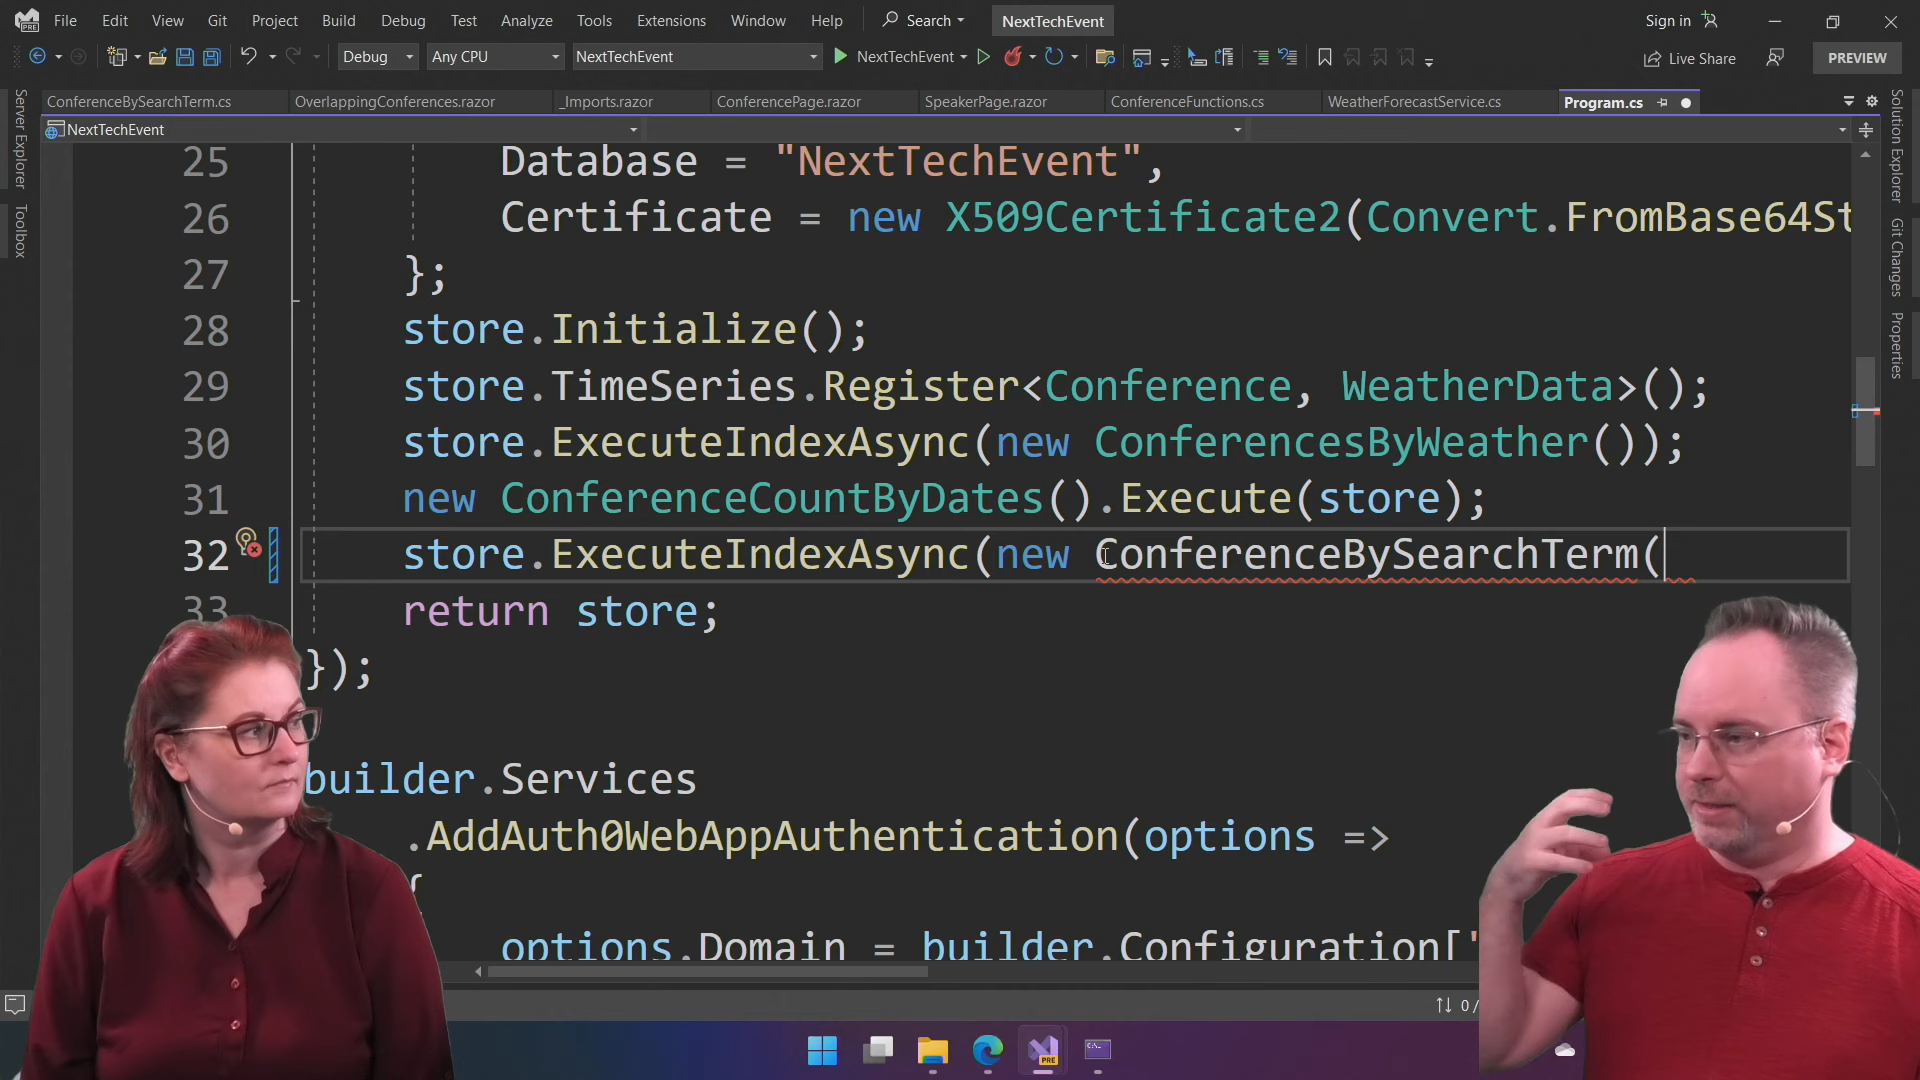 File Edit View Git Project Build Debug Test Analyze Tools Extensions Window Help Search NextTechEvent Sign in
Debug Any CPU NextTechEvent NextTechEvent Live Share PREVIEW
ConferenceBySearchTerm.cs OverlappingConferences.razor _Imports.razor ConferencePage.razor SpeakerPage.razor ConferenceFunctions.cs WeatherForecastService.cs Program.cs
NextTechEvent
Server Explorer
Toolbox
Solution Explorer
Git Changes
Properties
25 Database = "NextTechEvent",
26 Certificate = new X509Certificate2(Convert.FromBase64St
27 };
28 store.Initialize();
29 store.TimeSeries.Register<Conference, WeatherData>();
30 store.ExecuteIndexAsync(new ConferencesByWeather());
31 new ConferenceCountByDates().Execute(store);
32 store.ExecuteIndexAsync(new ConferenceBySearchTerm(
33 return store;
});
builder.Services
.AddAuth0WebAppAuthentication(options =>
{
options.Domain = builder.Configuration["
0/